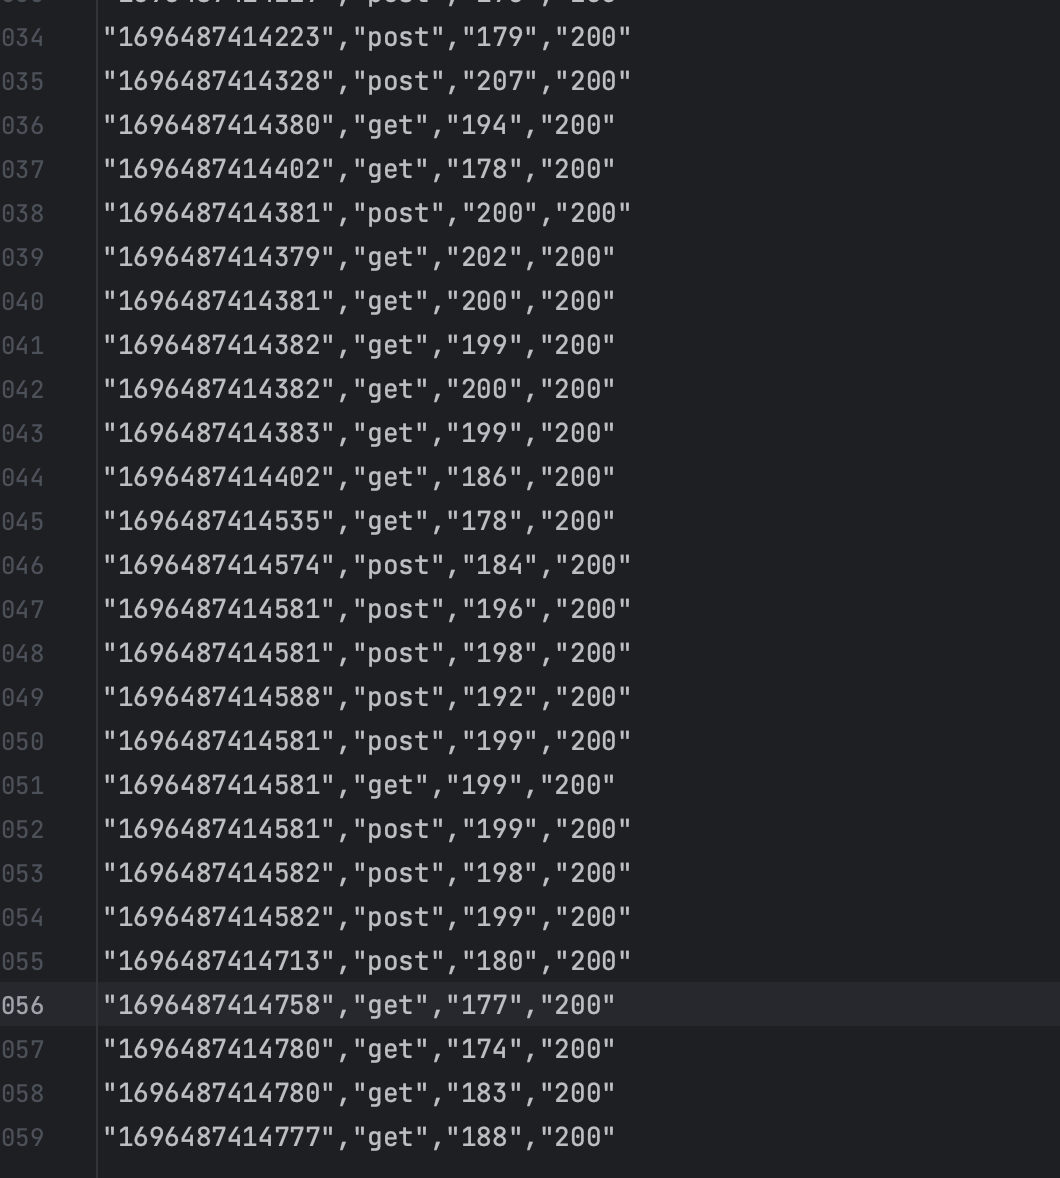 034 "1696487414223","post","179","200"
035 "1696487414328","post","207","200"
036 "1696487414380","get","194","200"
037 "1696487414402","get","178","200"
038 "1696487414381","post","200","200"
039 "1696487414379","get","202","200"
040 "1696487414381","get","200","200"
041 "1696487414382","get","199","200"
042 "1696487414382","get","200","200"
043 "1696487414383","get","199","200"
044 "1696487414402","get","186","200"
045 "1696487414535","get","178","200"
046 "1696487414574","post","184","200"
047 "1696487414581","post","196","200"
048 "1696487414581","post","198","200"
049 "1696487414588","post","192","200"
050 "1696487414581","post","199","200"
051 "1696487414581","get","199","200"
052 "1696487414581","post","199","200"
053 "1696487414582","post","198","200"
054 "1696487414582","post","199","200"
055 "1696487414713","post","180","200"
056 "1696487414758","get","177","200"
057 "1696487414780","get","174","200"
058 "1696487414780","get","183","200"
059 "1696487414777","get","188","200"